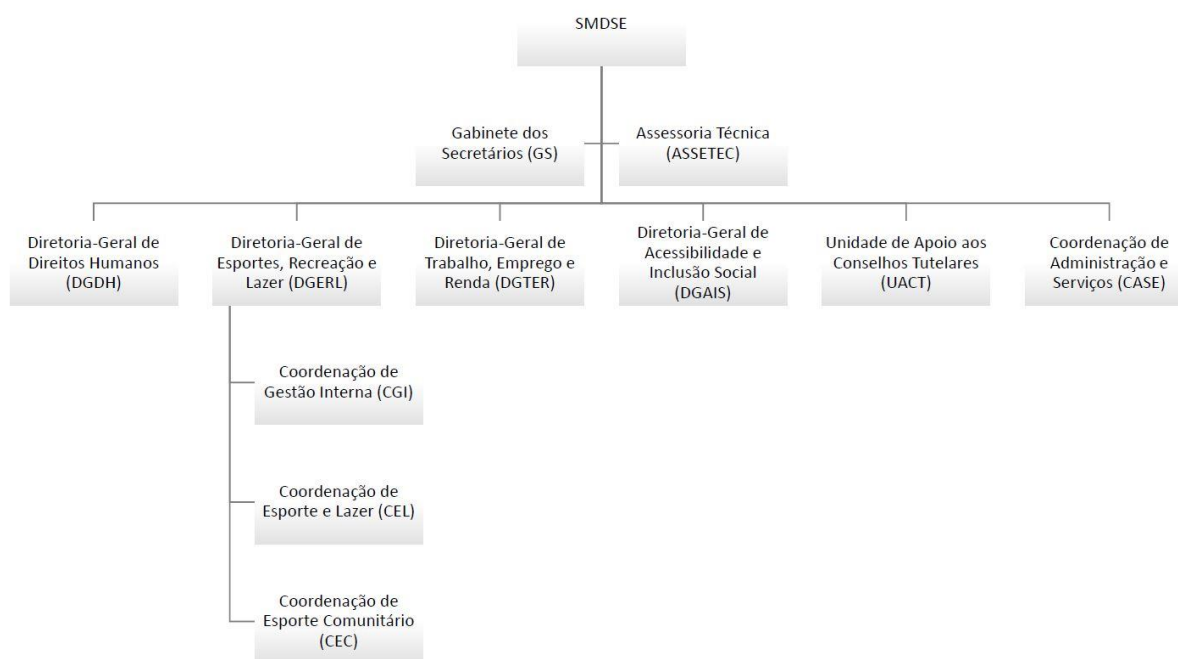 SMDSE
Gabinete dos
Secretários (GS)
Assessoria Técnica
(ASSETEC)
Diretoria-Geral de
Direitos Humanos
(DGDH)
Diretoria-Geral de
Esportes, Recreação e
Lazer (DGERL)
Diretoria-Geral de
Trabalho, Emprego e
Renda (DGTER)
Diretoria-Geral de
Acessibilidade e
Inclusão Social
(DGAIS)
Unidade de Apoio aos
Conselhos Tutelares
(UACT)
Coordenação de
Administração e
Serviços (CASE)
Coordenação de
Gestão Interna (CGI)
Coordenação de
Esporte e Lazer (CEL)
Coordenação de
Esporte Comunitário
(CEC)